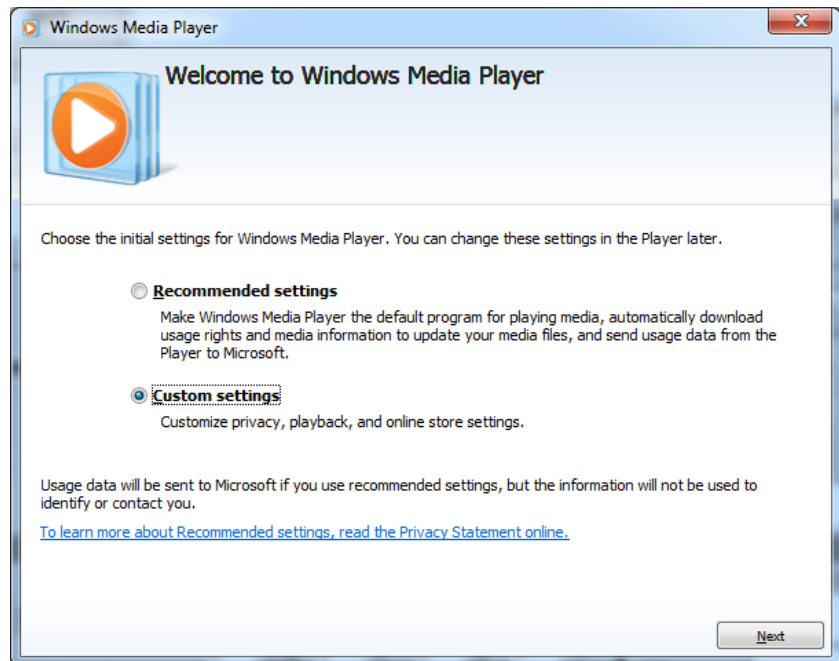 Windows Media Player
Welcome to Windows Media Player
Choose the initial settings for Windows Media Player. You can change these settings in the Player later.
Recommended settings
Make Windows Media Player the default program for playing media, automatically download
usage rights and media information to update your media files, and send usage data from the
Player to Microsoft.
Custom settings
Customize privacy, playback, and online store settings.
Usage data will be sent to Microsoft if you use recommended settings, but the information will not be used to
identify or contact you.
To learn more about Recommended settings, read the Privacy Statement online.
Next